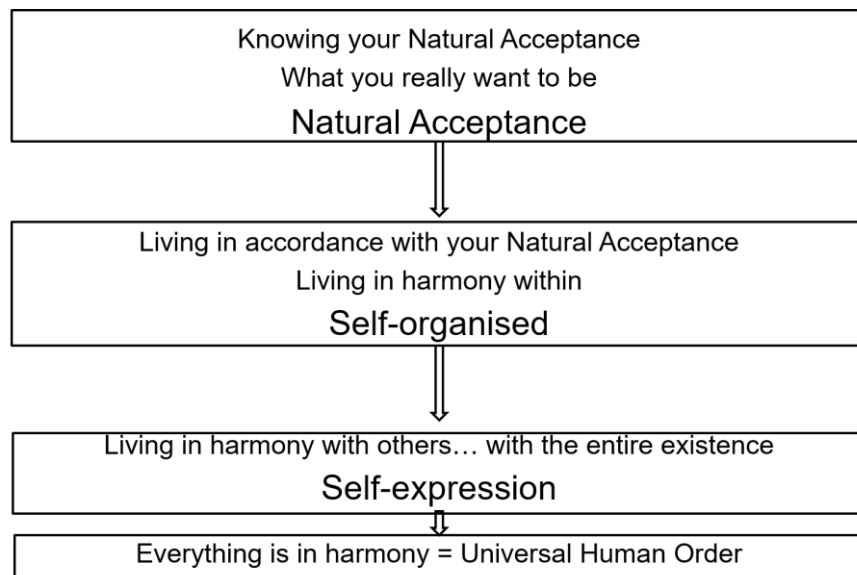 Knowing your Natural Acceptance
What you really want to be
Natural Acceptance
Living in accordance with your Natural Acceptance
Living in harmony within
Self-organised
Living in harmony with others… with the entire existence
Self-expression
Everything is in harmony = Universal Human Order